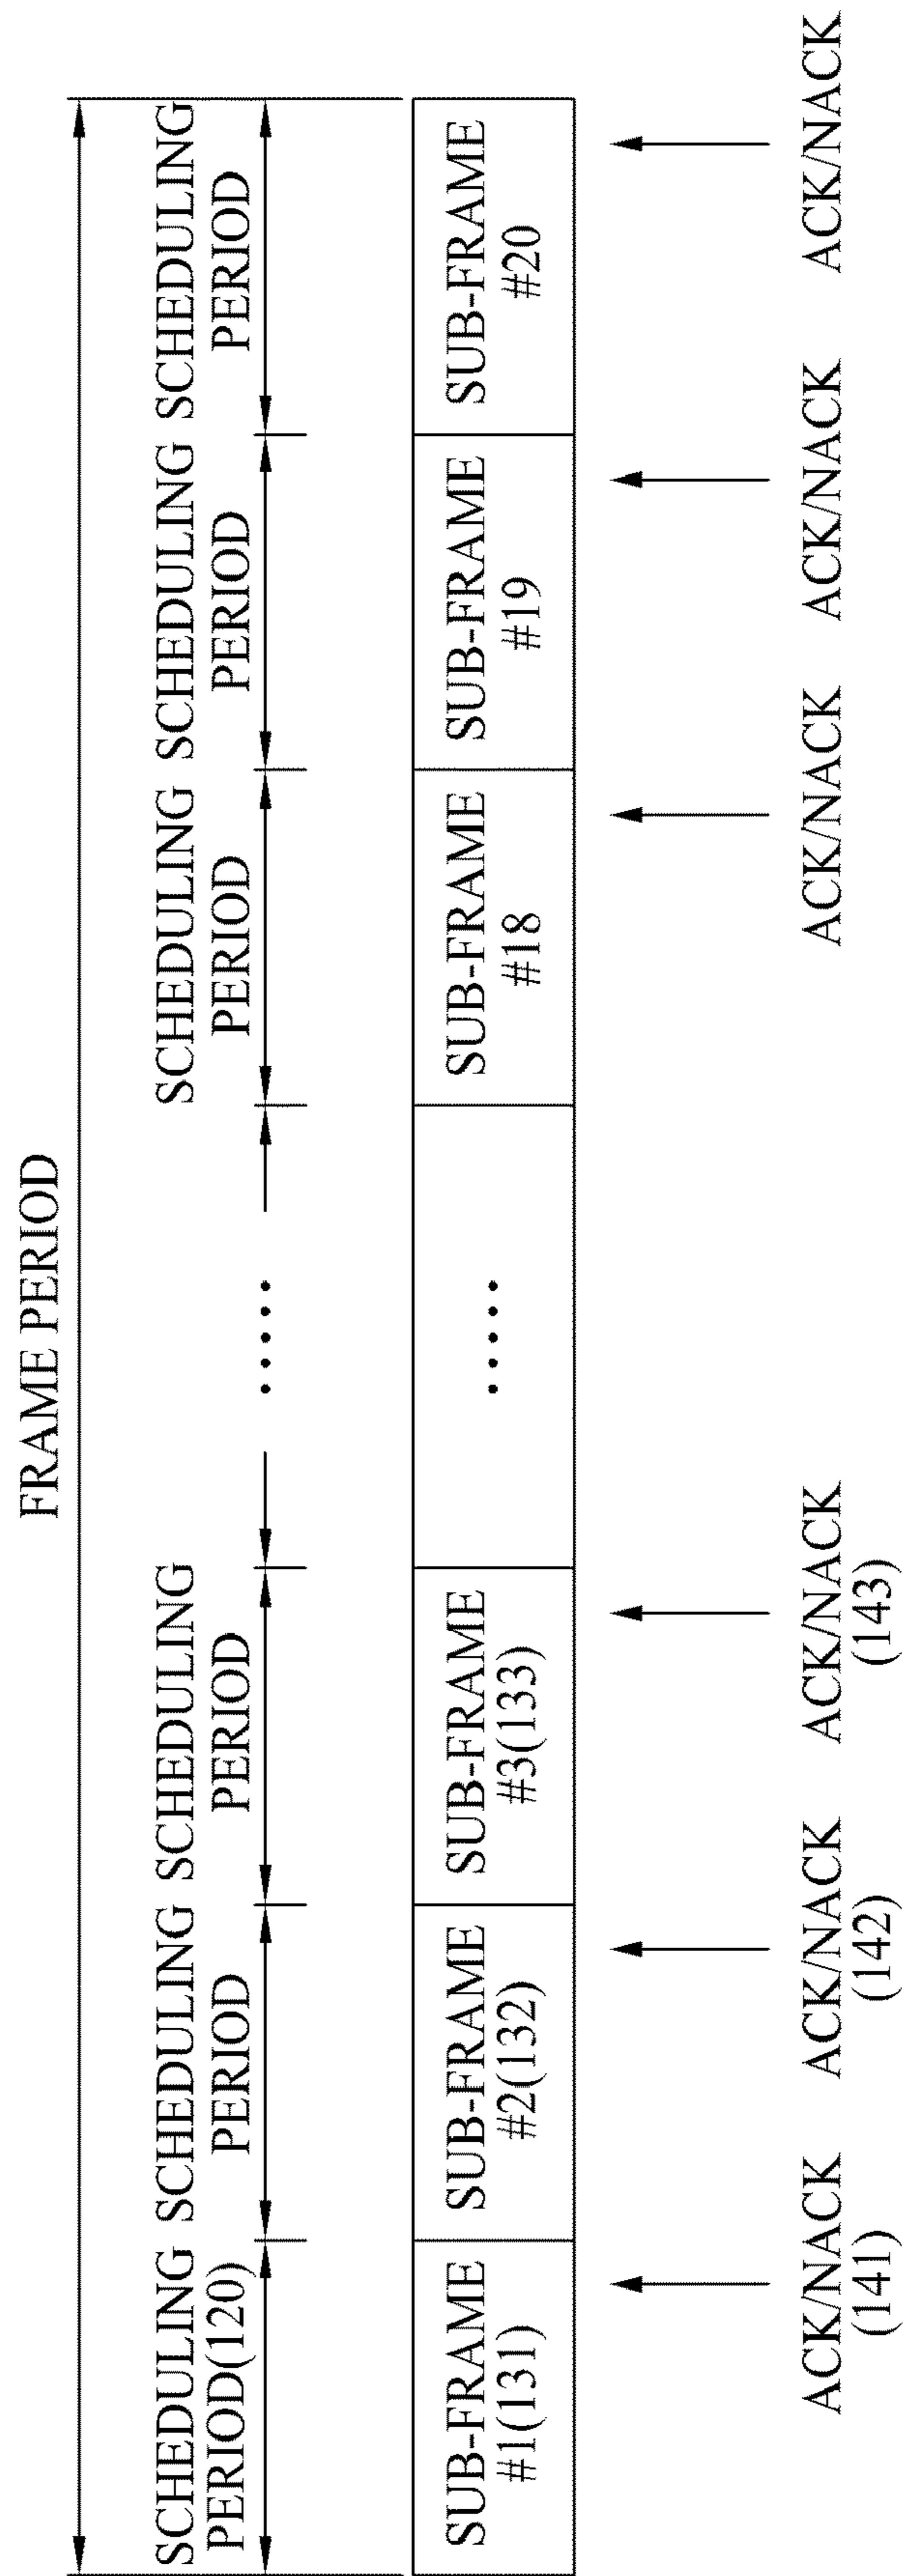 FRAME PERIOD
SCHEDULING
PERIOD(120)
SCHEDULING
PERIOD
SCHEDULING
PERIOD
.....
SCHEDULING
PERIOD
SCHEDULING
PERIOD
SCHEDULING
PERIOD
SUB-FRAME
#1(131)
SUB-FRAME
#2(132)
SUB-FRAME
#3(133)
.....
SUB-FRAME
#18
SUB-FRAME
#19
SUB-FRAME
#20
ACK/NACK
(141)
ACK/NACK
(142)
ACK/NACK
(143)
ACK/NACK
ACK/NACK
ACK/NACK